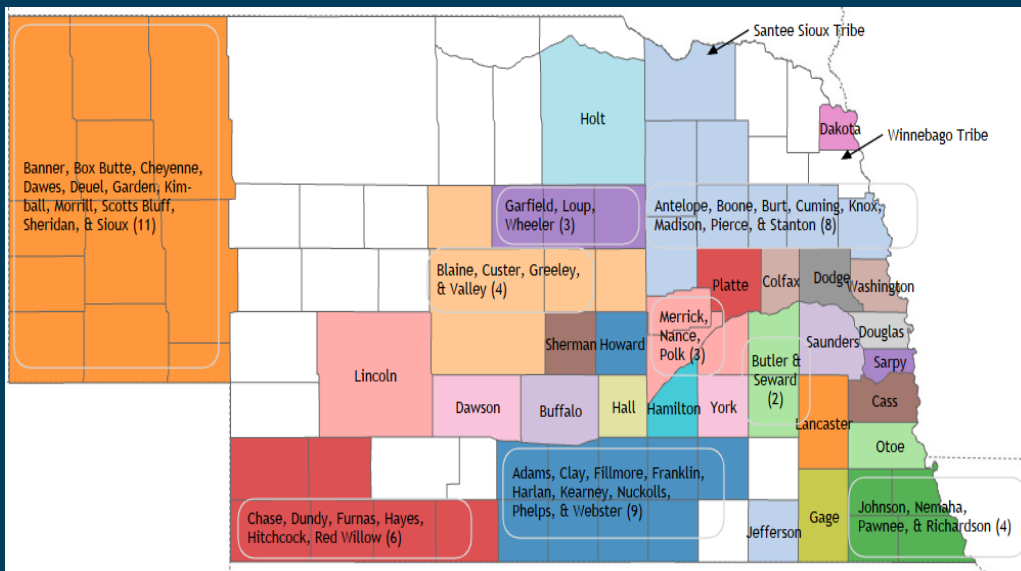 Santee Sioux Tribe
Holt
Dakota
Winnebago Tribe
Banner, Box Butte, Cheyenne,
Dawes, Deuel, Garden, Kim-
ball, Morrill, Scotts Bluff,
Sheridan, & Sioux (11)
Garfield, Loup,
Wheeler (3)
Antelope, Boone, Burt, Cuming, Knox,
Madison, Pierce, & Stanton (8)
Blaine, Custer, Greeley,
& Valley (4)
Platte
Colfax
Dodge
Washington
Merrick,
Nance,
Polk (3)
Sherman
Howard
Saunders
Douglas
Sarpy
Butler &
Seward
(2)
Lincoln
Dawson
Buffalo
Hall
Hamilton
York
Cass
Lancaster
Otoe
Adams, Clay, Fillmore, Franklin,
Harlan, Kearney, Nuckolls,
Phelps, & Webster (9)
Chase, Dundy, Furnas, Hayes,
Hitchcock, Red Willow (6)
Jefferson
Gage
Johnson, Nemaha,
Pawnee, & Richardson (4)